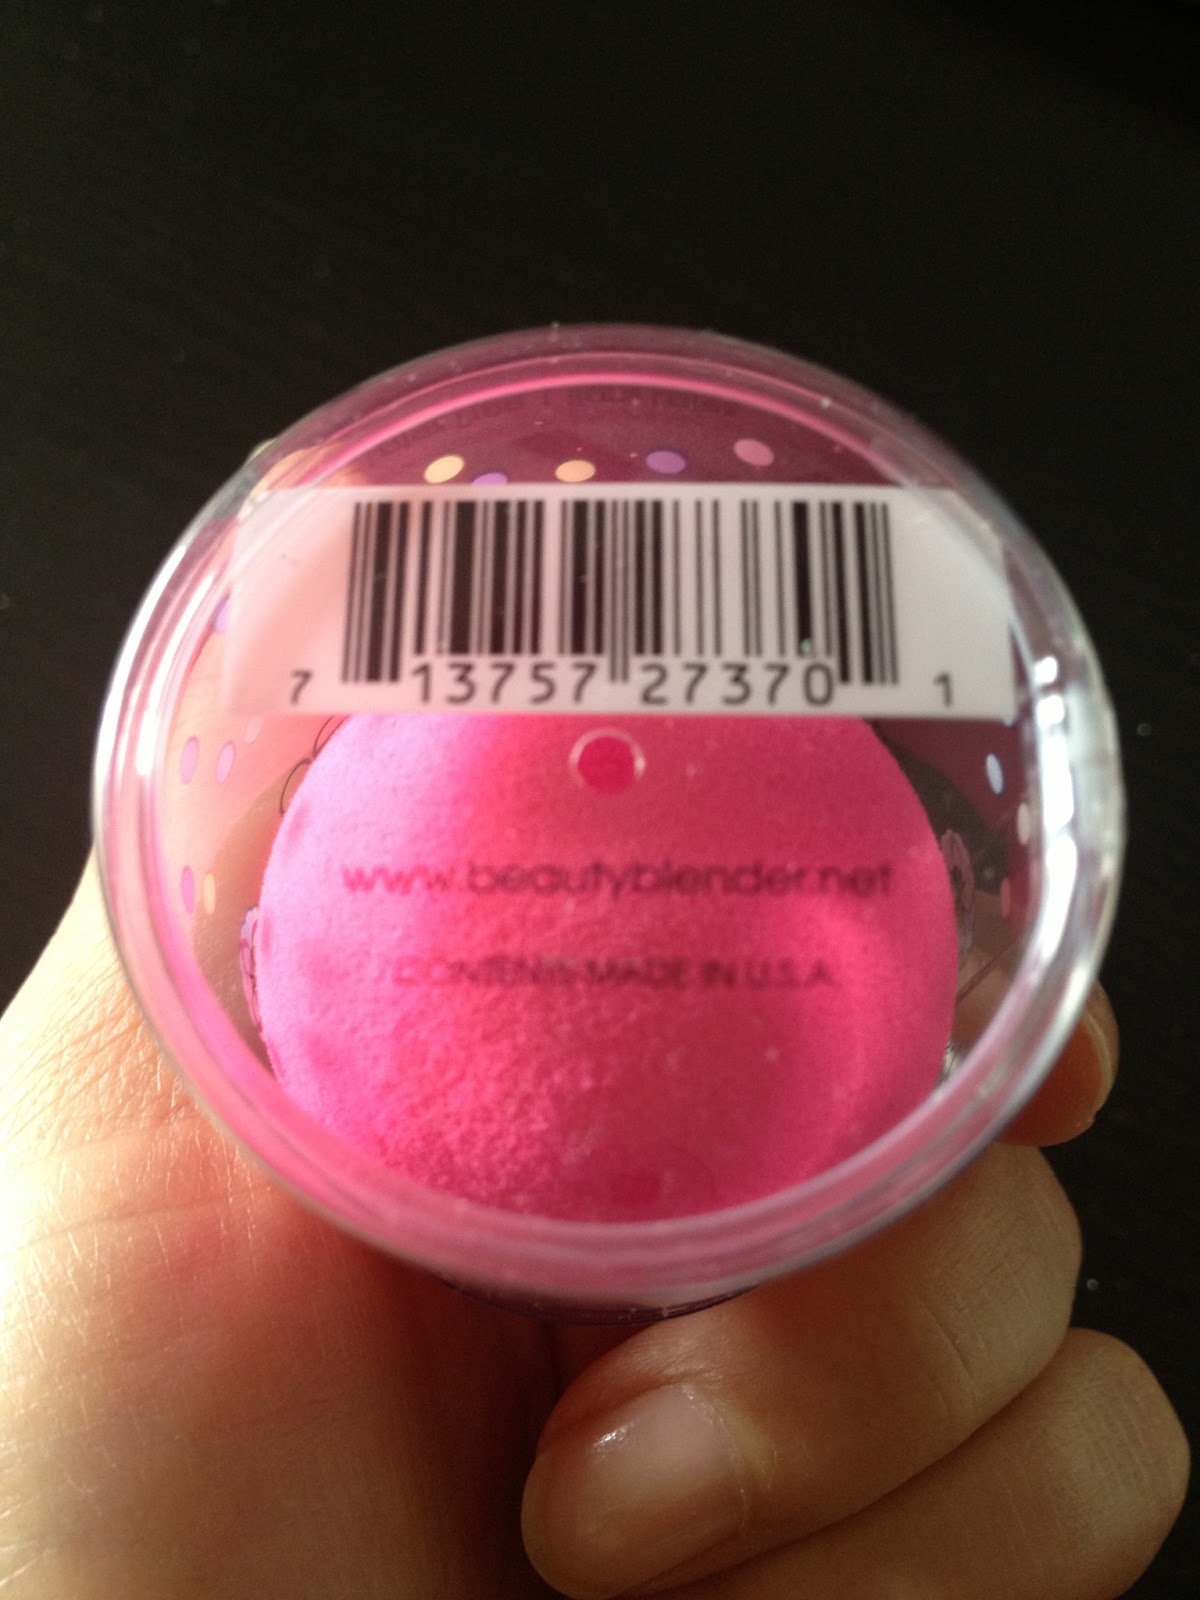 7 13757 27370 1
www.beautyblender.net
CONTENTS MADE IN U.S.A.